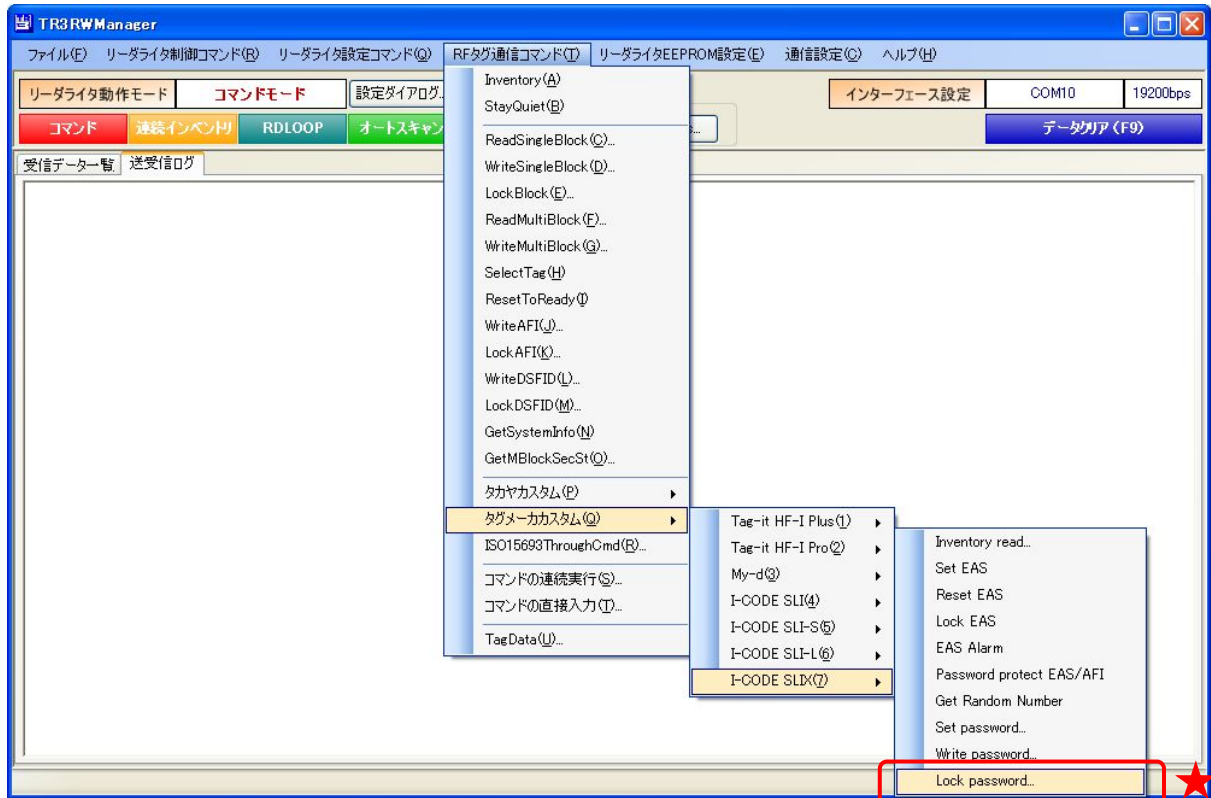 TR3RWManager
ファイル(F) リーダライタ制御コマンド(R) リーダライタ設定コマンド(Q) RFタグ通信コマンド(T) リーダライタEEPROM設定(E) 通信設定(C) ヘルプ(H)
リーダライタ動作モード コマンドモード 設定ダイアログ... インターフェース設定 COM10 19200bps
コマンド 連続インベントリ RDLOOP オートスキャン データクリア (F9)
受信データ一覧 送受信ログ
Inventory(A)
StayQuiet(B)
ReadSingleBlock(C)...
WriteSingleBlock(D)...
LockBlock(E)...
ReadMultiBlock(F)...
WriteMultiBlock(G)...
SelectTag(H)
ResetToReady(I)
WriteAFI(J)...
LockAFI(K)...
WriteDSFID(L)...
LockDSFID(M)...
GetSystemInfo(N)
GetMBlockSecSt(O)...
タカヤカスタム(P)
タグメーカカスタム(Q)
ISO15693ThroughCmd(R)...
コマンドの連続実行(S)...
コマンドの直接入力(T)...
TagData(U)...
Tag-it HF-I Plus(1)
Tag-it HF-I Pro(2)
My-d(3)
I-CODE SLI(4)
I-CODE SLI-S(5)
I-CODE SLI-L(6)
I-CODE SLIX(7)
Inventory read...
Set EAS
Reset EAS
Lock EAS
EAS Alarm
Password protect EAS/AFI
Get Random Number
Set password...
Write password...
Lock password...